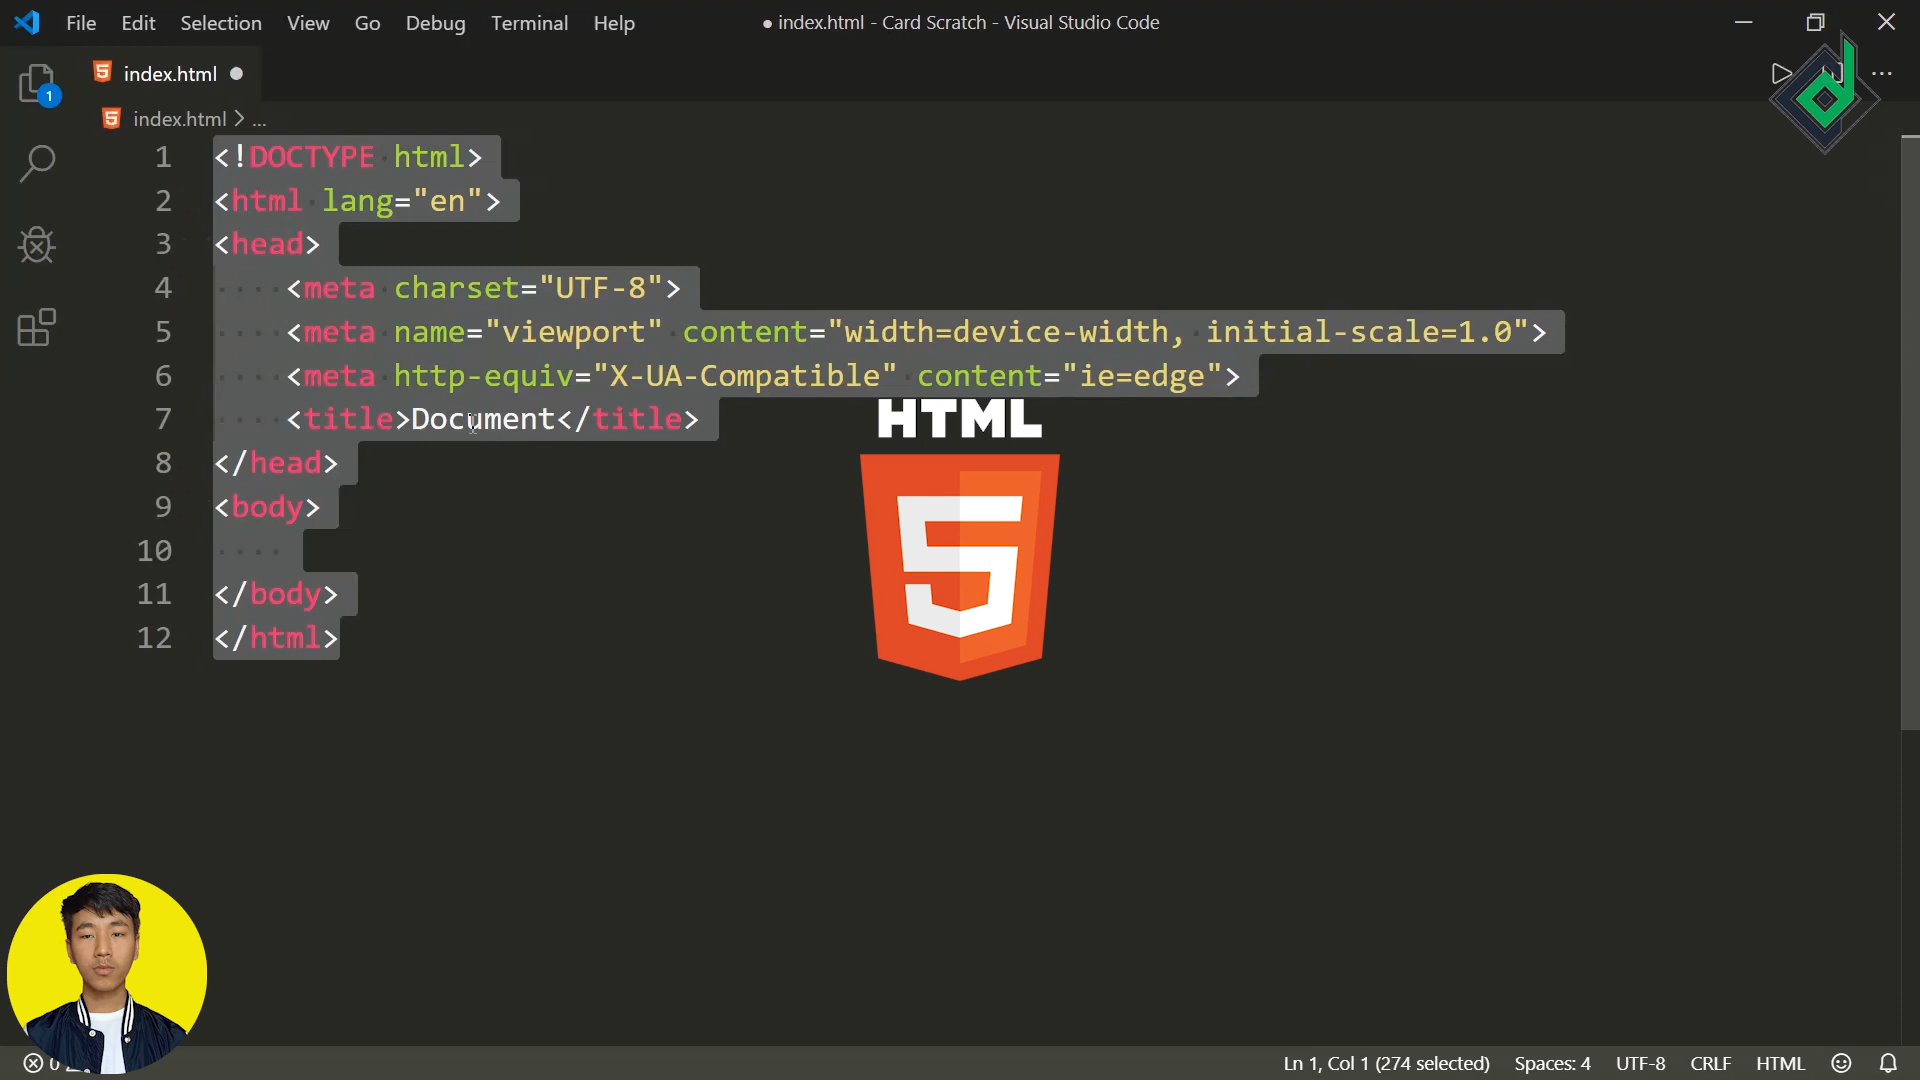 File Edit Selection View Go Debug Terminal Help ● index.html - Card Scratch - Visual Studio Code
index.html ●
index.html > ...
1 <!DOCTYPE html>
2 <html lang="en">
3 <head>
4 <meta charset="UTF-8">
5 <meta name="viewport" content="width=device-width, initial-scale=1.0">
6 <meta http-equiv="X-UA-Compatible" content="ie=edge">
7 <title>Document</title>
8 </head>
9 <body>
10
11 </body>
12 </html>
HTML
5
1
0
Ln 1, Col 1 (274 selected) Spaces: 4 UTF-8 CRLF HTML